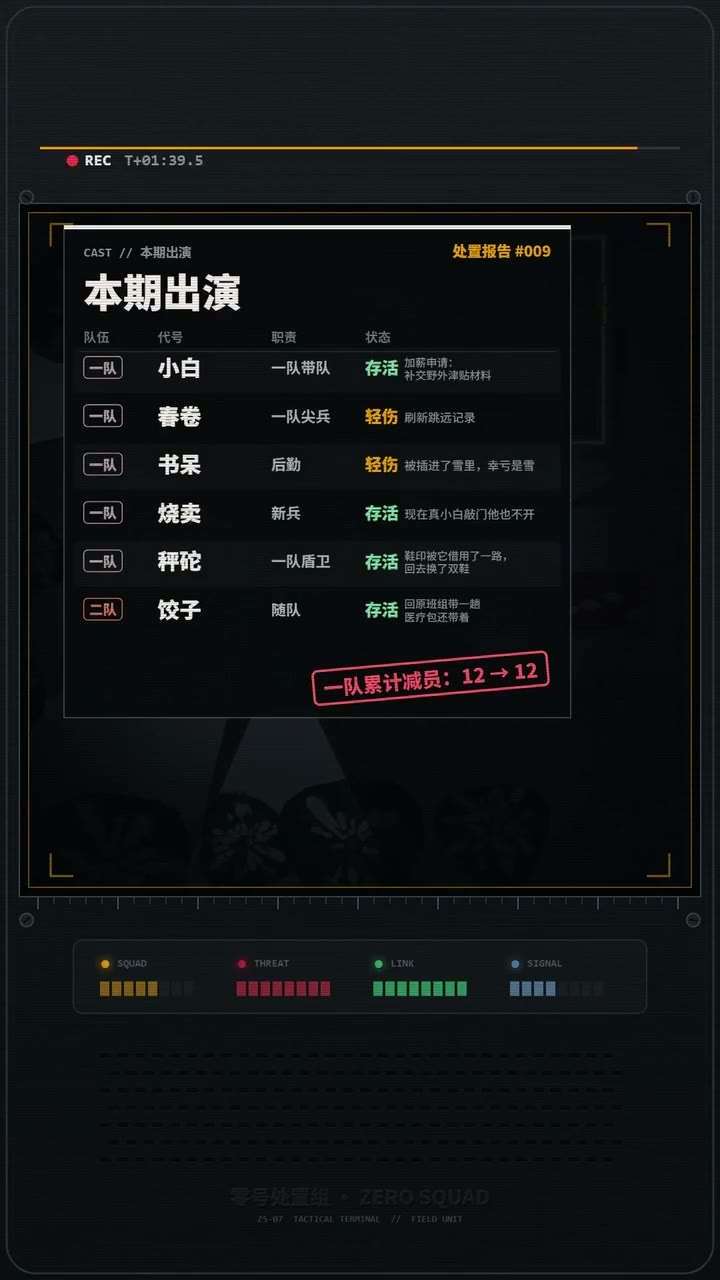 REC T+01:39.5
CAST // 本期出演
处置报告 #009
本期出演
队伍 代号 职责 状态
一队 小白 一队带队 存活 加薪申请：
补交野外津贴材料
一队 春卷 一队尖兵 轻伤 刷新跳远记录
一队 书呆 后勤 轻伤 被插进了雪里，幸亏是雪
一队 烧卖 新兵 存活 现在真小白敲门他也不开
一队 秤砣 一队盾卫 存活 鞋印被它借用了一路，
回去换了双鞋
二队 饺子 随队 存活 回原班组带一趟
医疗包还带着
一队累计减员：12 → 12
SQUAD THREAT LINK SIGNAL
零号处置组 • ZERO SQUAD
ZS-07 TACTICAL TERMINAL // FIELD UNIT